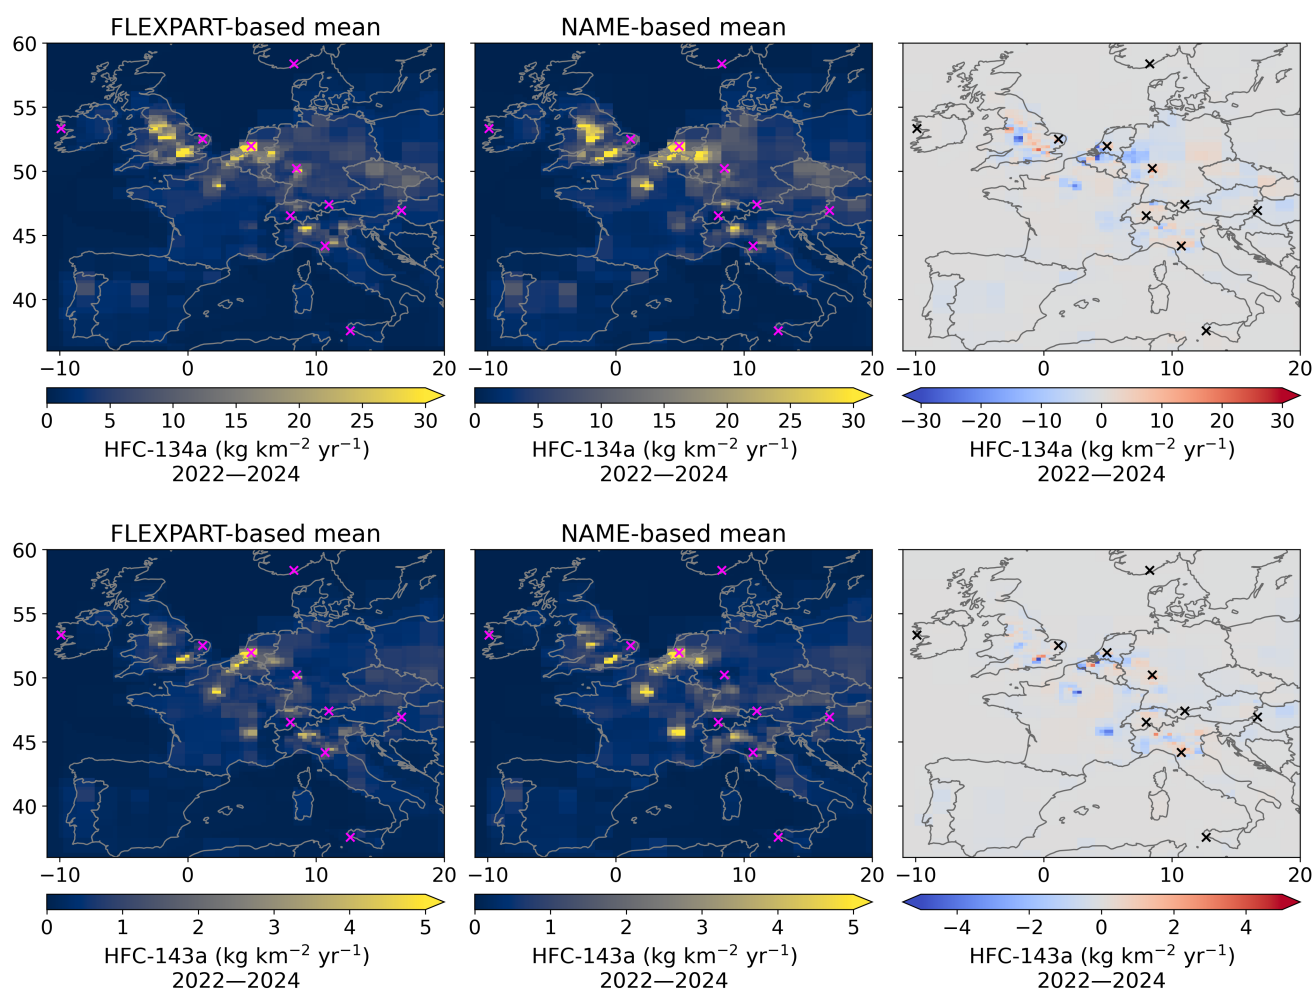 FLEXPART-based mean
NAME-based mean
60
55
50
45
40
−10 0 10 20
−10 0 10 20
−10 0 10 20
0 5 10 15 20 25 30
0 5 10 15 20 25 30
−30 −20 −10 0 10 20 30
HFC-134a (kg km⁻² yr⁻¹)
2022—2024
HFC-134a (kg km⁻² yr⁻¹)
2022—2024
HFC-134a (kg km⁻² yr⁻¹)
2022—2024
FLEXPART-based mean
NAME-based mean
60
55
50
45
40
−10 0 10 20
−10 0 10 20
−10 0 10 20
0 1 2 3 4 5
0 1 2 3 4 5
−4 −2 0 2 4
HFC-143a (kg km⁻² yr⁻¹)
2022—2024
HFC-143a (kg km⁻² yr⁻¹)
2022—2024
HFC-143a (kg km⁻² yr⁻¹)
2022—2024